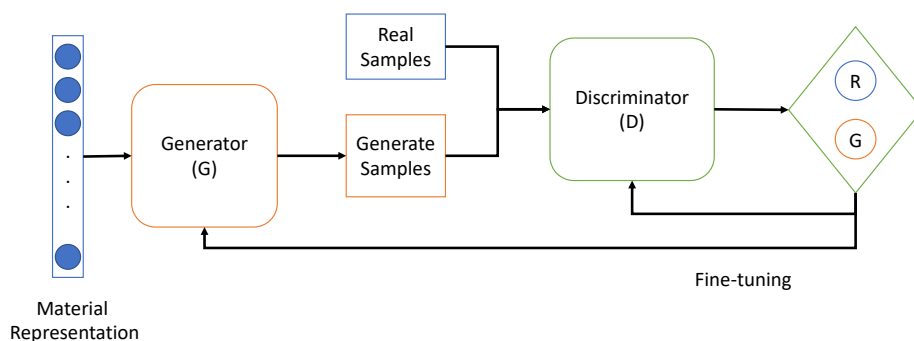 Real
Samples
Generator
(G)
Generate
Samples
Discriminator
(D)
R
G
Fine-tuning
Material
Representation